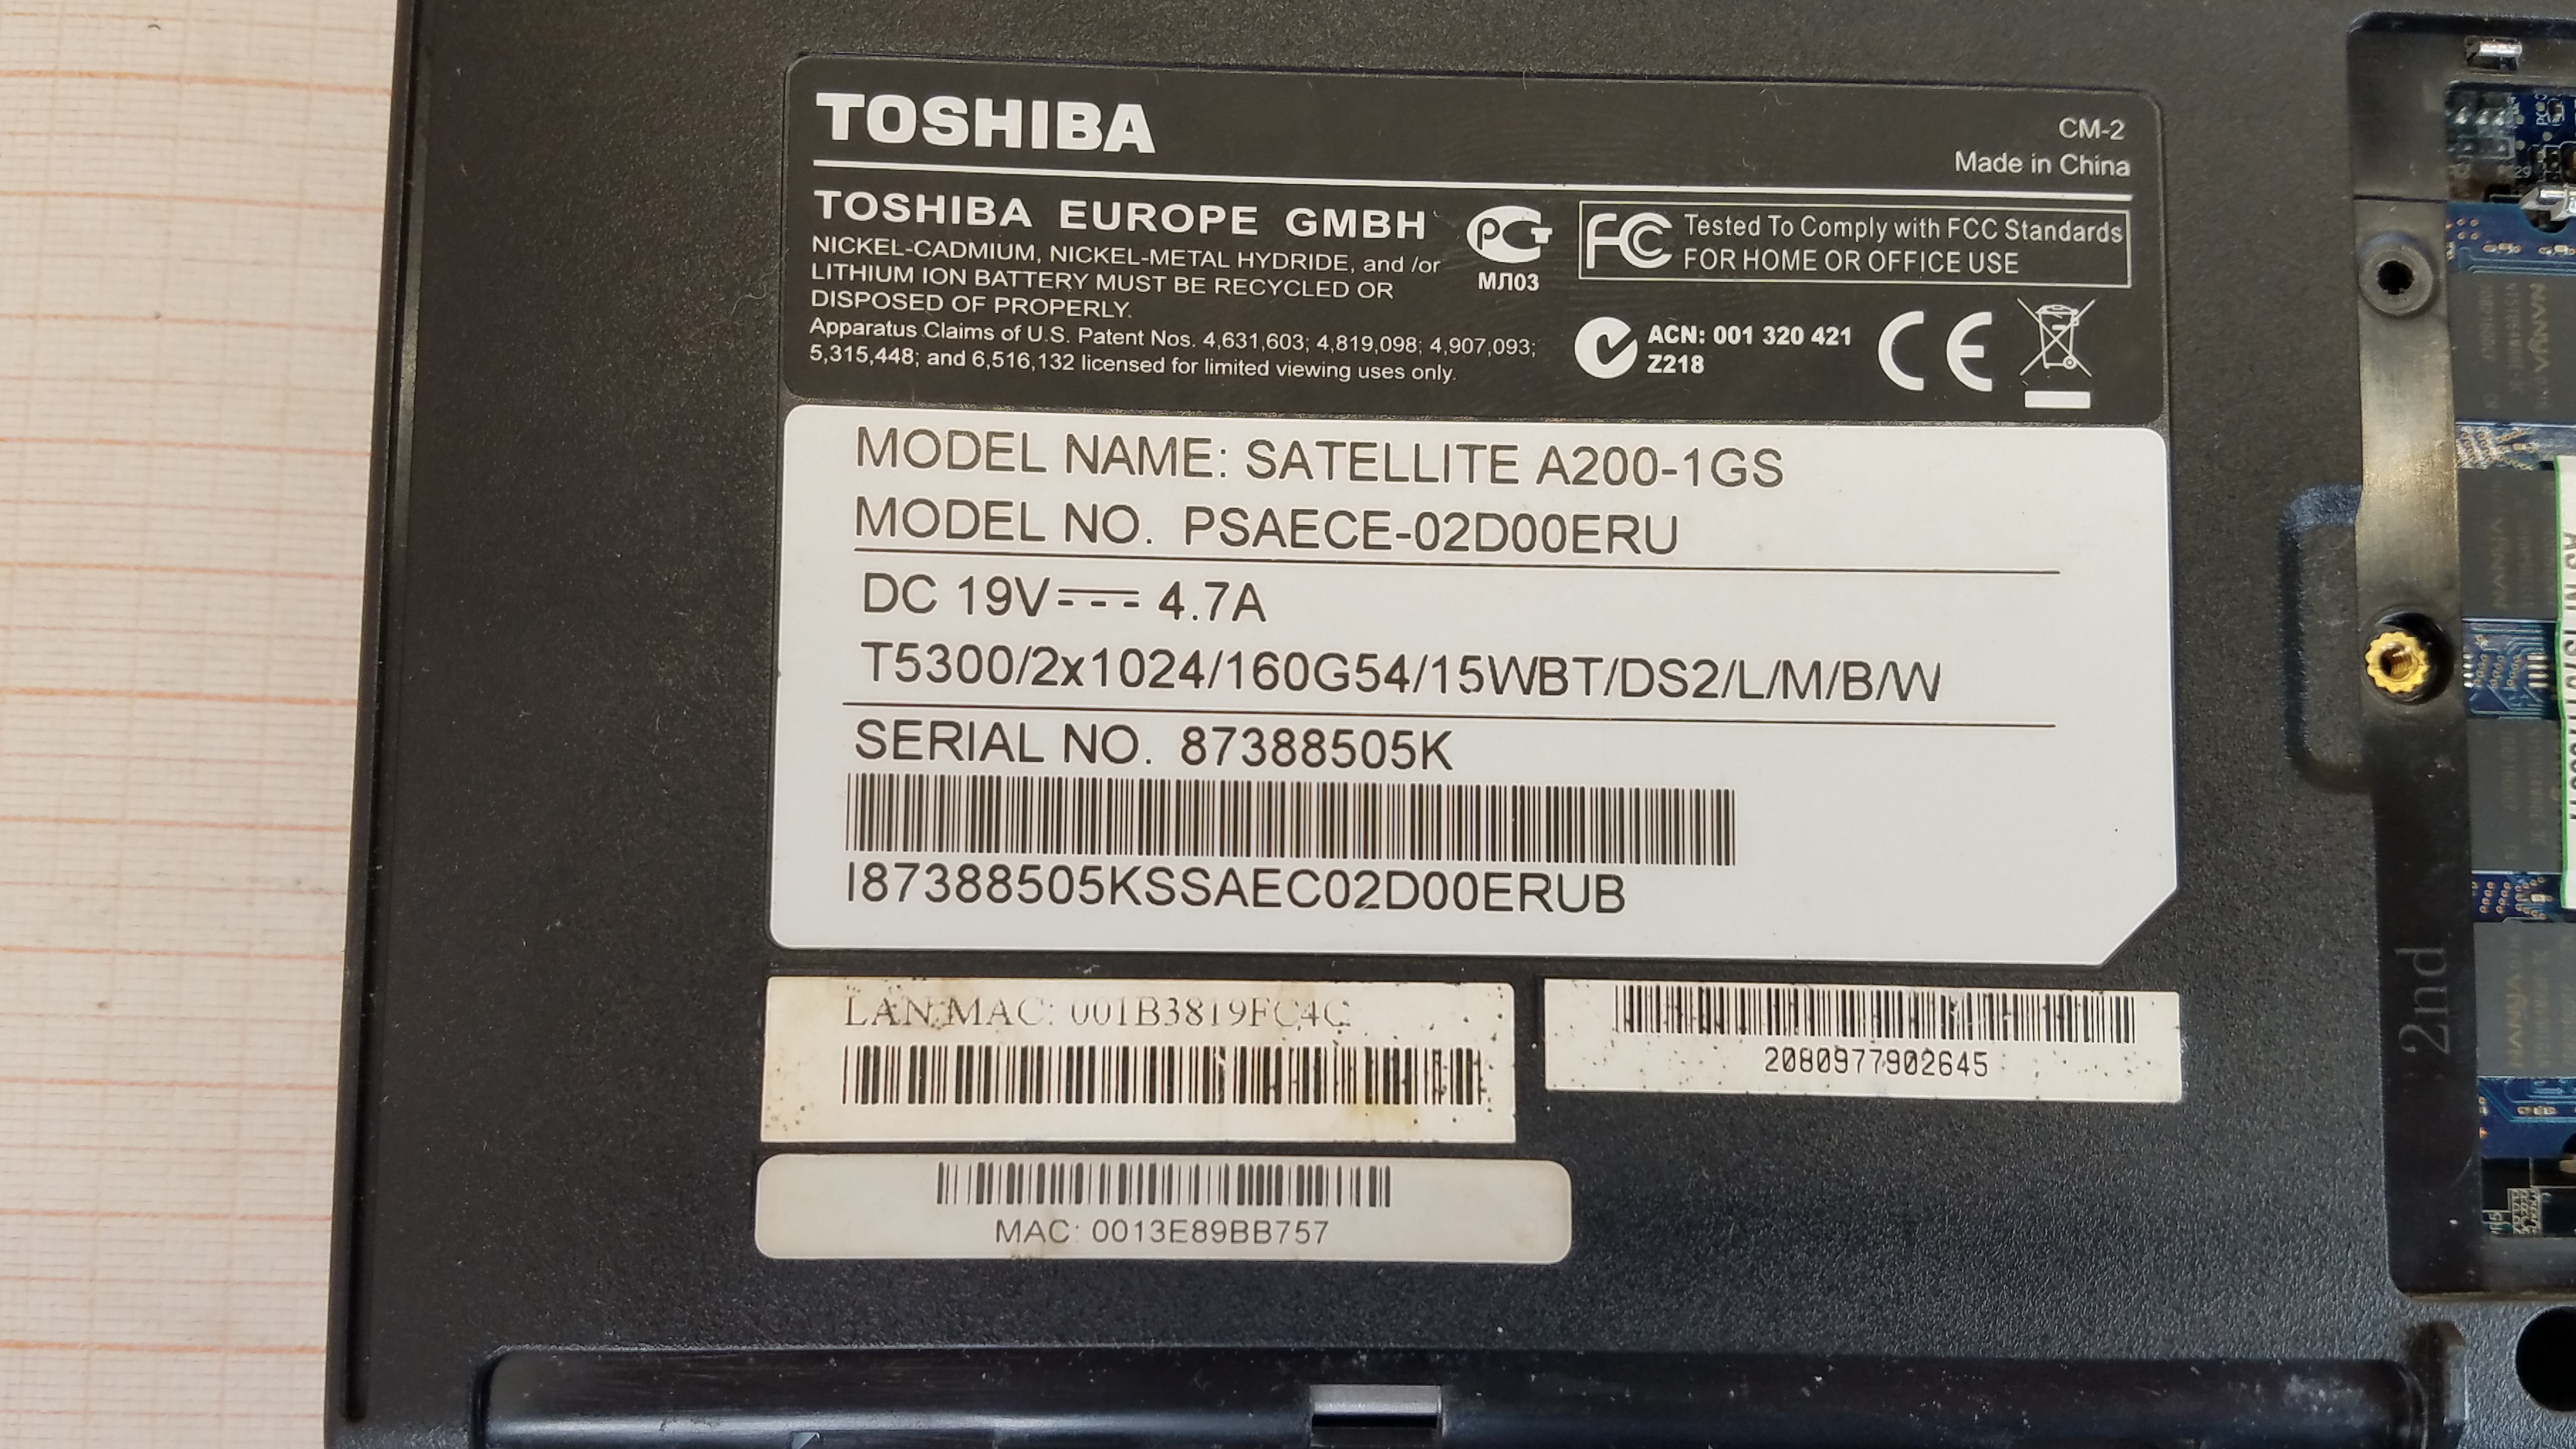 TOSHIBA
CM-2
Made in China
TOSHIBA EUROPE GMBH
NICKEL-CADMIUM, NICKEL-METAL HYDRIDE, and /or
LITHIUM ION BATTERY MUST BE RECYCLED OR
DISPOSED OF PROPERLY.
Apparatus Claims of U.S. Patent Nos. 4,631,603; 4,819,098; 4,907,093;
5,315,448; and 6,516,132 licensed for limited viewing uses only.
МЛ03
FC Tested To Comply with FCC Standards
FOR HOME OR OFFICE USE
ACN: 001 320 421
Z218
CE
MODEL NAME: SATELLITE A200-1GS
MODEL NO. PSAECE-02D00ERU
DC 19V 4.7A
T5300/2x1024/160G54/15WBT/DS2/L/M/B/W
SERIAL NO. 87388505K
I87388505KSSAEC02D00ERUB
LAN MAC: 001B3819FC4C
2080977902645
MAC: 0013E89BB757
2nd
NANYA